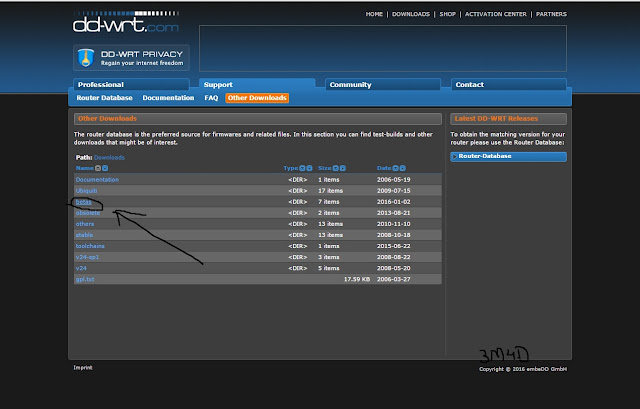 dd-wrt.com
HOME | DOWNLOADS | SHOP | ACTIVATION CENTER | PARTNERS
DD-WRT PRIVACY
Regain your internet freedom
Professional Support Community Contact
Router Database Documentation FAQ Other Downloads
Other Downloads
The router database is the preferred source for firmwares and related files. In this section you can find test-builds and other
downloads that might be of interest.
Path: Downloads
Name Type Size Date
Documentation <DIR> 1 items 2006-05-19
Ubiquiti <DIR> 17 items 2009-07-15
betas <DIR> 7 items 2016-01-02
obsolete <DIR> 2 items 2013-08-21
others <DIR> 13 items 2010-11-10
stable <DIR> 13 items 2008-10-18
toolchains <DIR> 1 items 2015-06-22
v24-sp1 <DIR> 3 items 2008-08-22
v24 <DIR> 5 items 2008-05-20
gpl.txt 17.59 KB 2006-03-27
Latest DD-WRT Releases
To obtain the matching version for your
router please use the Router Database:
Router-Database
3M4D
Imprint
Copyright © 2016 embeDD GmbH